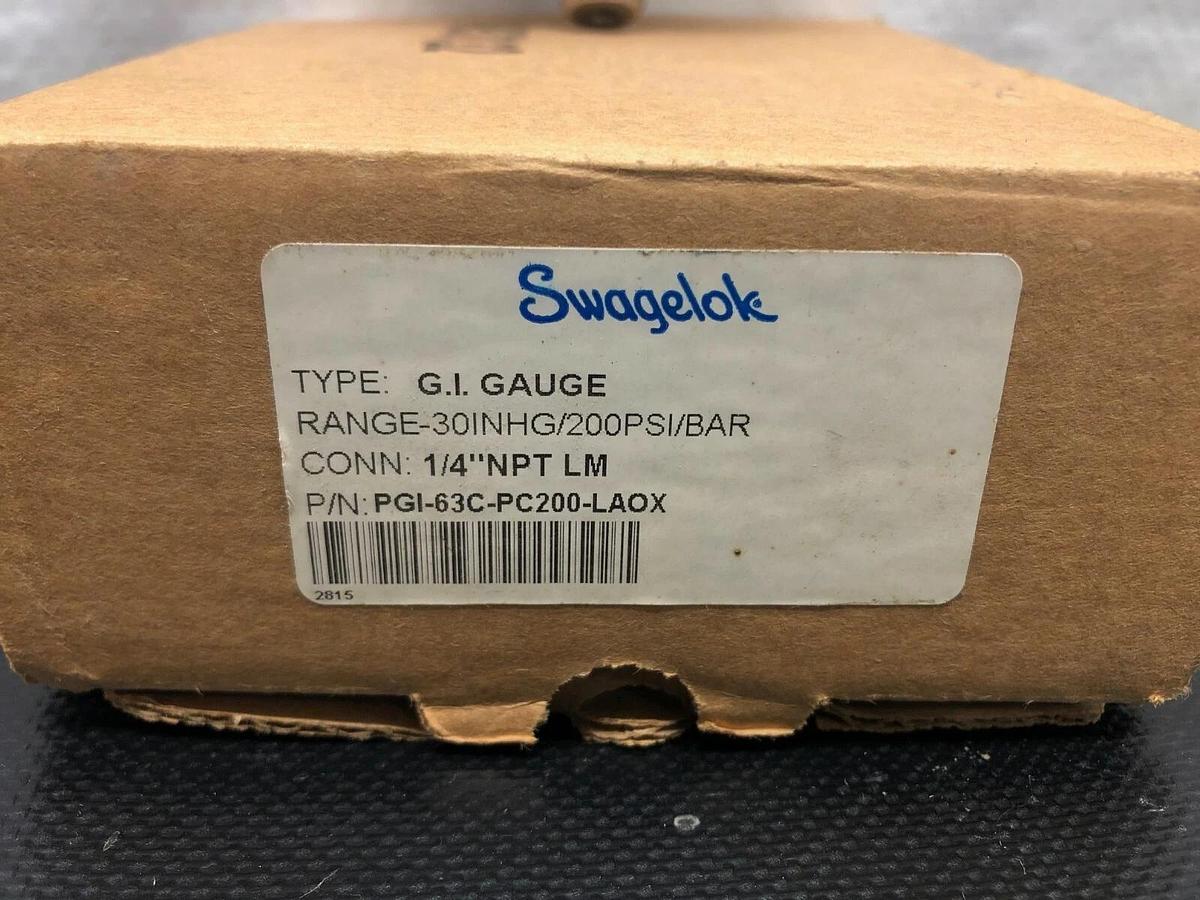 Swagelok
TYPE: G.I. GAUGE
RANGE-30INHG/200PSI/BAR
CONN: 1/4"NPT LM
P/N: PGI-63C-PC200-LAOX
2815